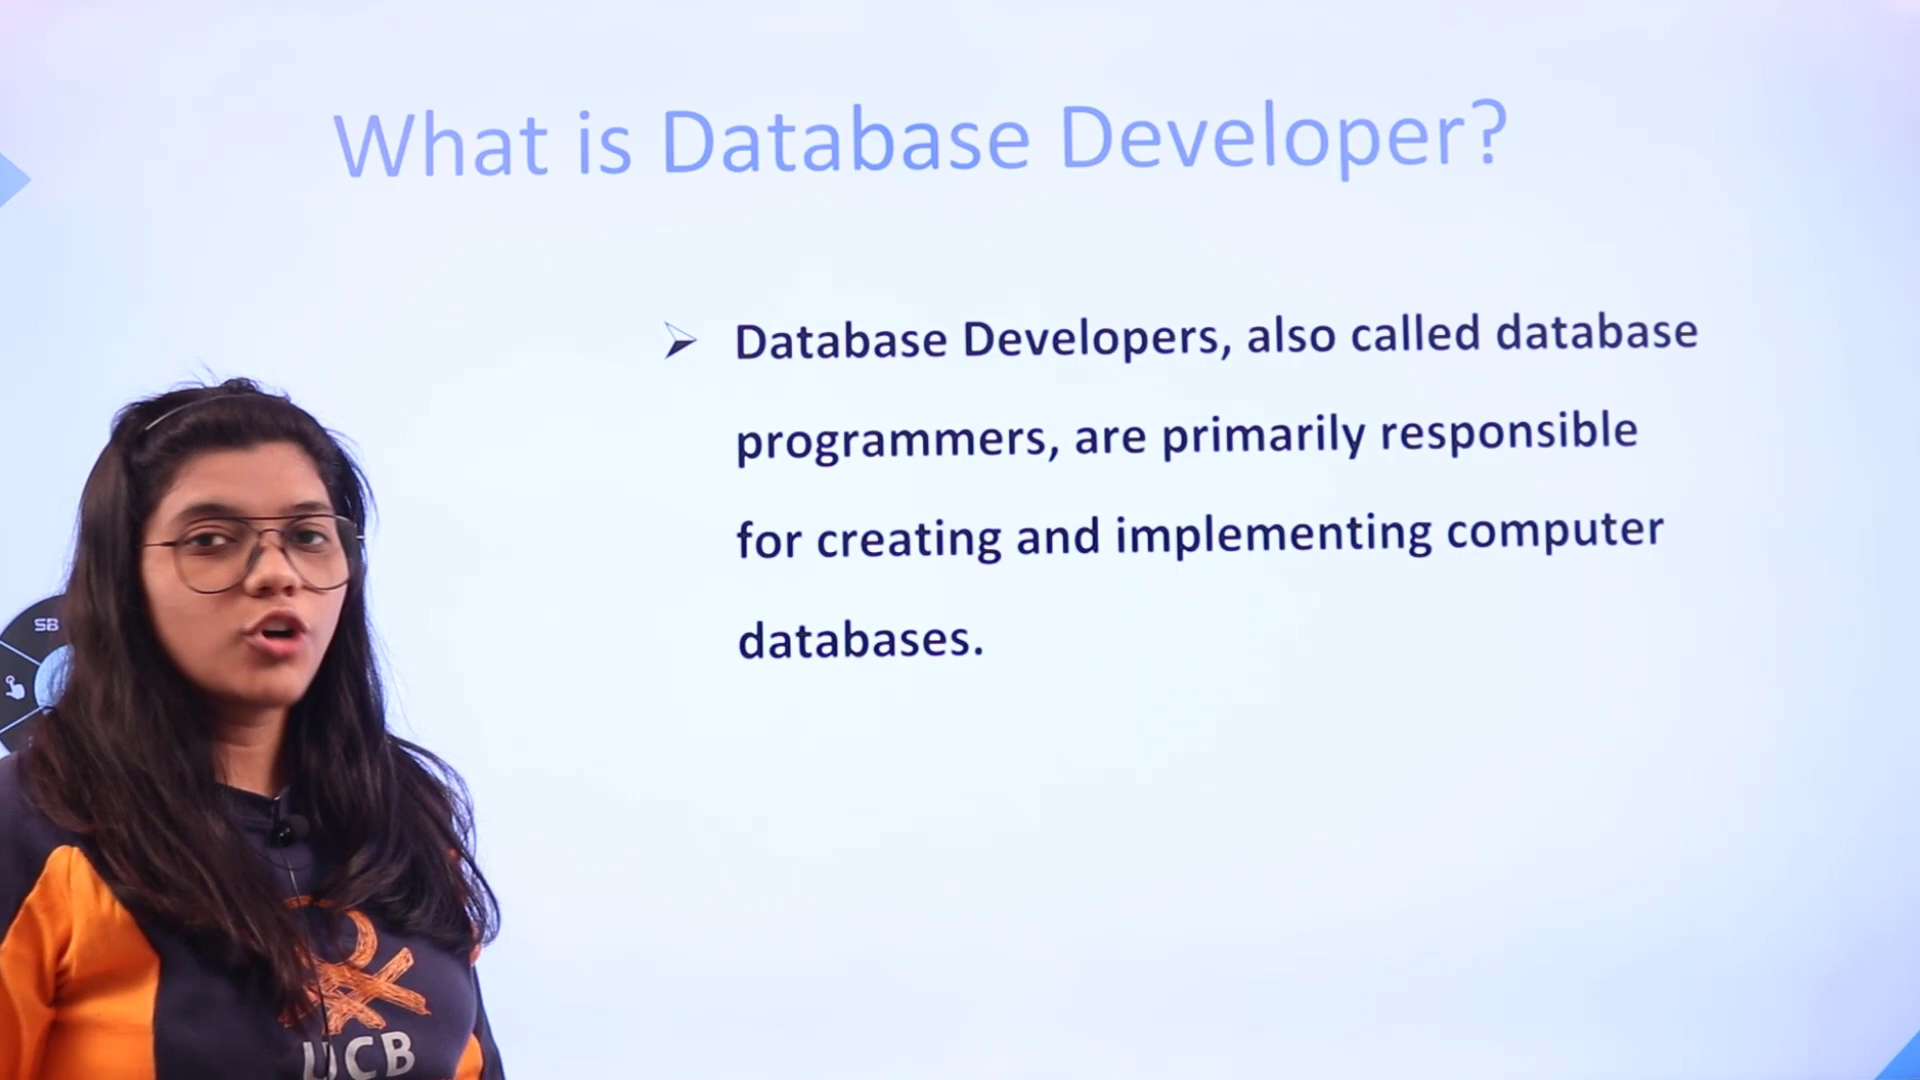 What is Database Developer?
Database Developers, also called database
programmers, are primarily responsible
for creating and implementing computer
databases.
SB
UCB